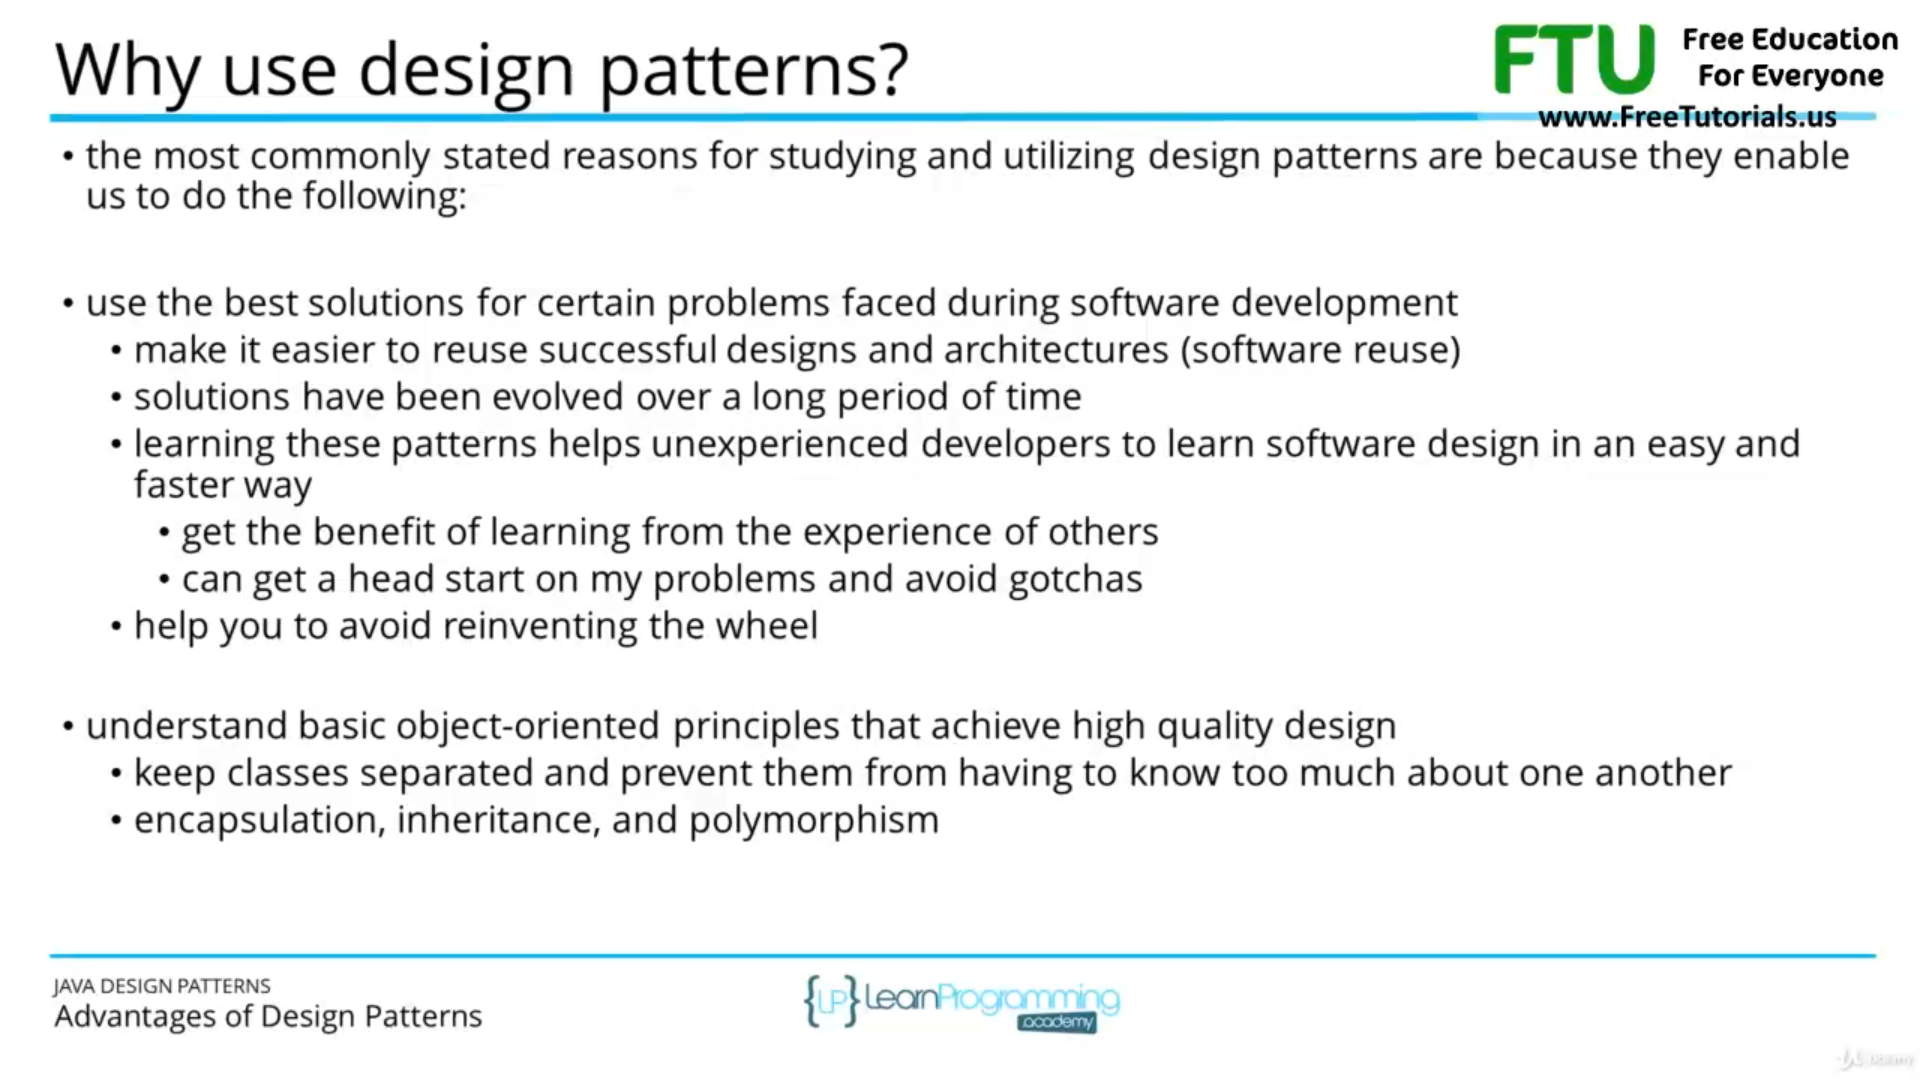 Why use design patterns?
FTU
Free Education
For Everyone
www.FreeTutorials.us
• the most commonly stated reasons for studying and utilizing design patterns are because they enable
us to do the following:
• use the best solutions for certain problems faced during software development
• make it easier to reuse successful designs and architectures (software reuse)
• solutions have been evolved over a long period of time
• learning these patterns helps unexperienced developers to learn software design in an easy and
faster way
• get the benefit of learning from the experience of others
• can get a head start on my problems and avoid gotchas
• help you to avoid reinventing the wheel
• understand basic object-oriented principles that achieve high quality design
• keep classes separated and prevent them from having to know too much about one another
• encapsulation, inheritance, and polymorphism
JAVA DESIGN PATTERNS
Advantages of Design Patterns
{LP} LearnProgramming
academy